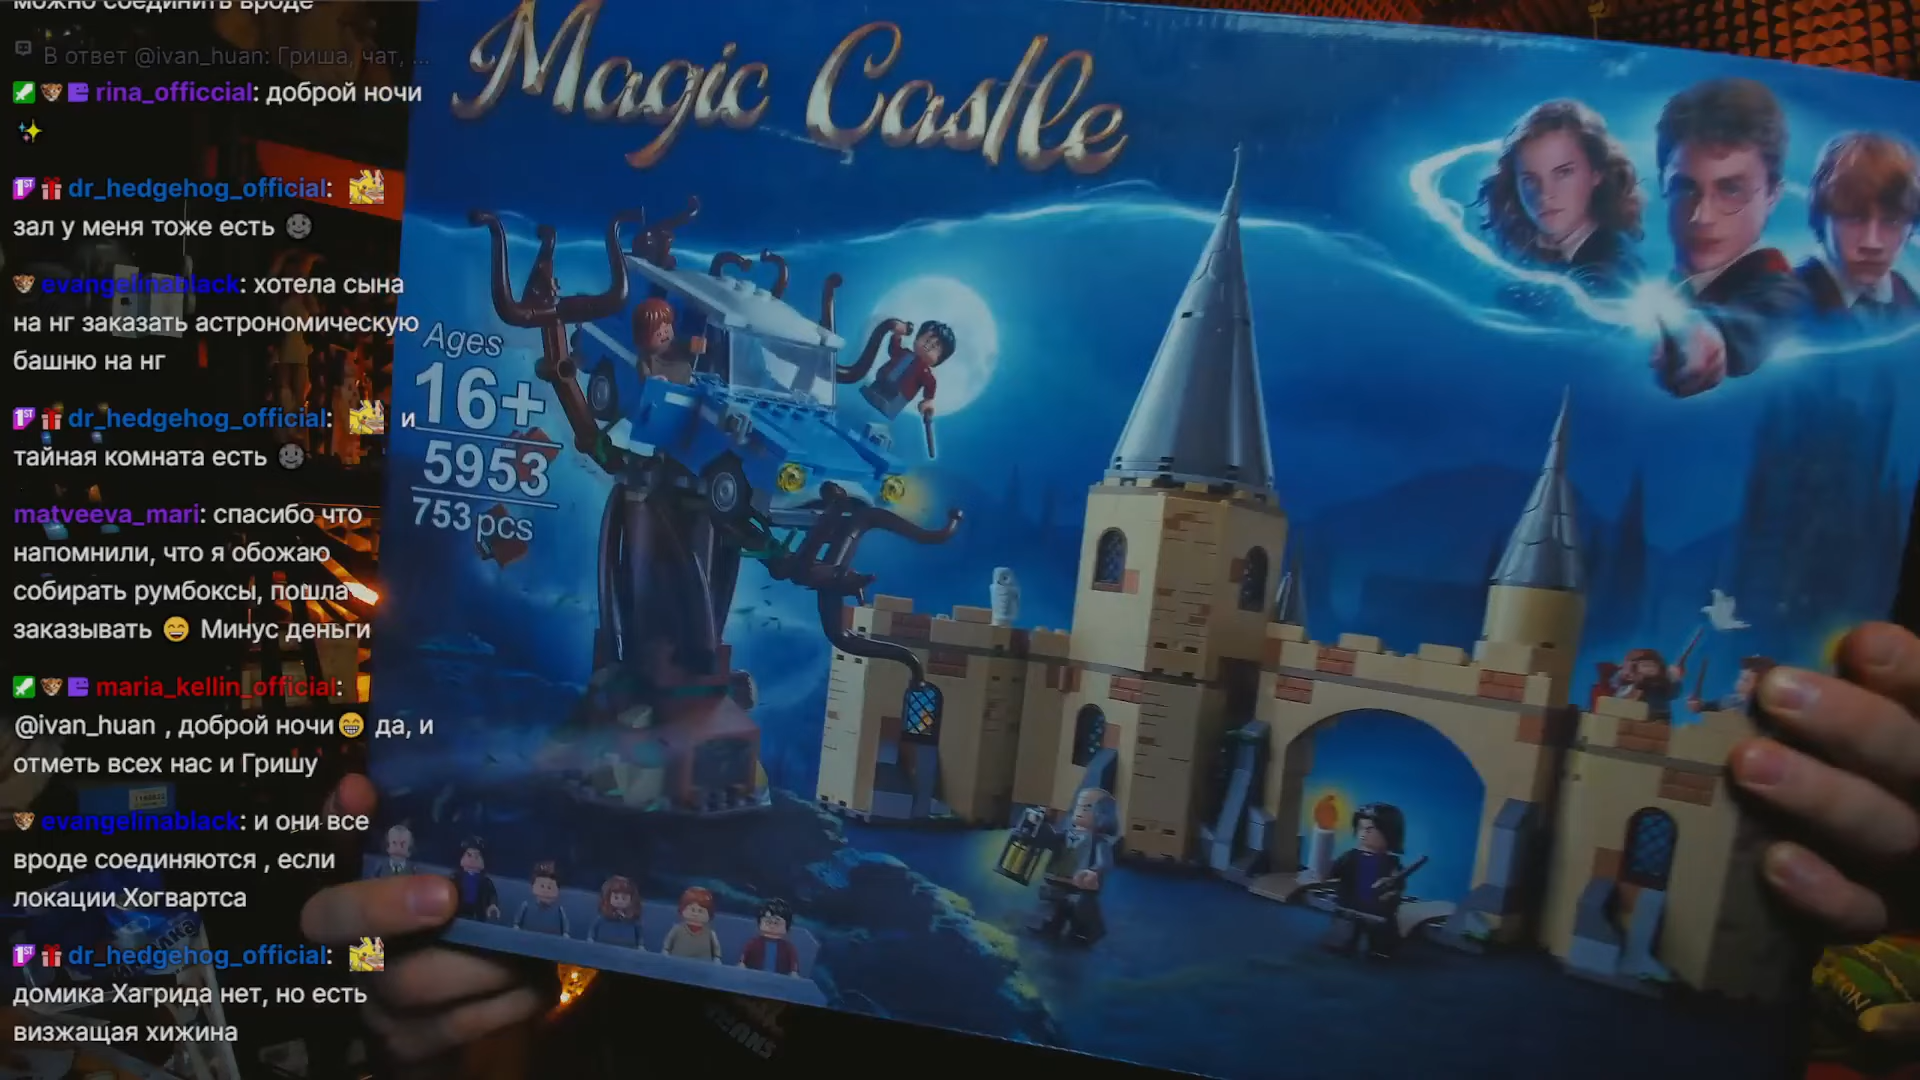 можно соединить вроде
В ответ @ivan_huan: Гриша, чат, ...
rina_officcial: доброй ночи
✨
dr_hedgehog_official:
зал у меня тоже есть
evangelinablack: хотела сына
на нг заказать астрономическую
башню на нг
dr_hedgehog_official: и
тайная комната есть
matveeva_mari: спасибо что
напомнили, что я обожаю
собирать румбоксы, пошла
заказывать 😁 Минус деньги
maria_kellin_official:
@ivan_huan , доброй ночи😁 да, и
отметь всех нас и Гришу
evangelinablack: и они все
вроде соединяются , если
локации Хогвартса
dr_hedgehog_official:
домика Хагрида нет, но есть
визжащая хижина
Magic Castle
Ages
16+
5953
753 pcs